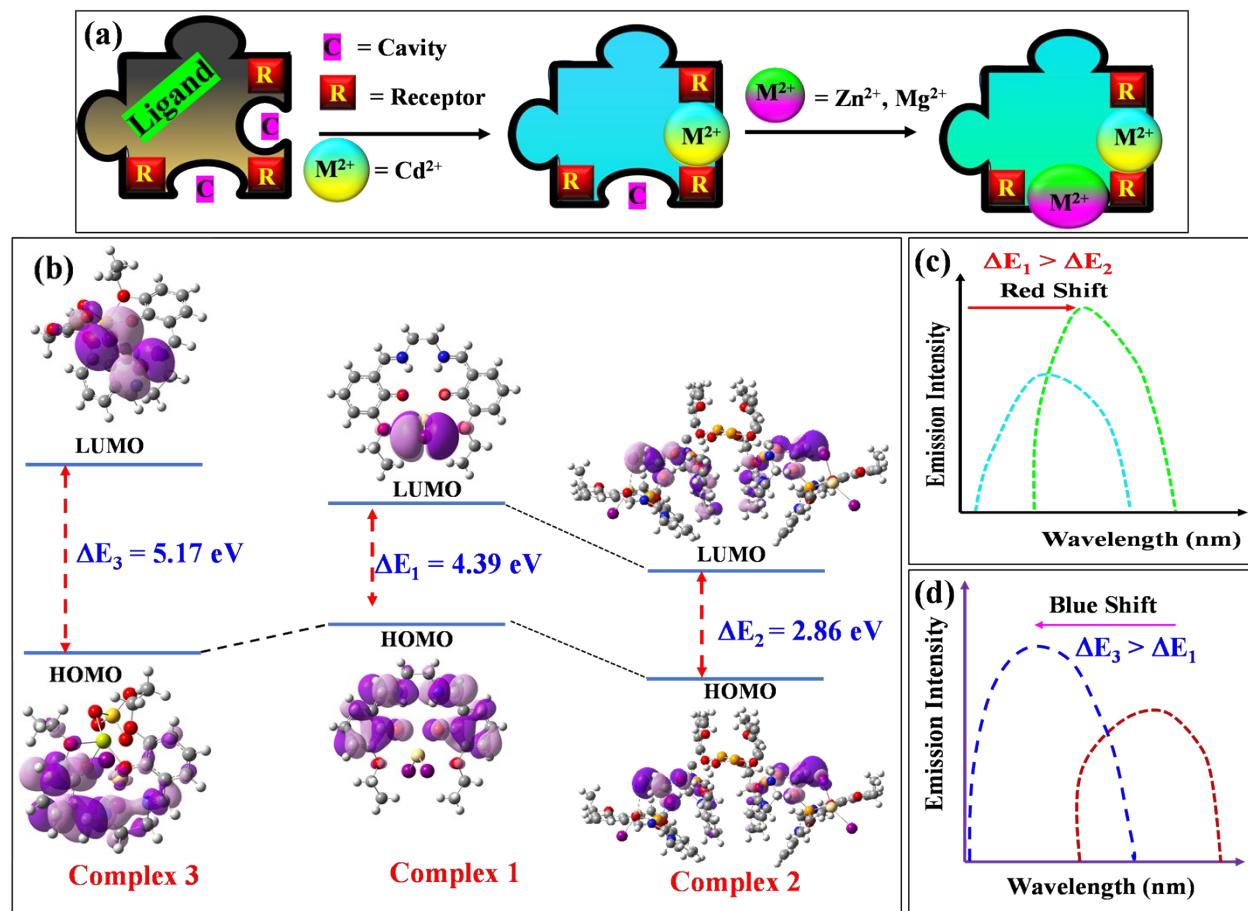 (a)
Ligand
R
C
R
C
R
C = Cavity
R = Receptor
M²⁺ = Cd²⁺
R
M²⁺
R
C
R
M²⁺ = Zn²⁺, Mg²⁺
R
M²⁺
R
M²⁺
R
(b)
LUMO
ΔE₃ = 5.17 eV
HOMO
Complex 3
LUMO
ΔE₁ = 4.39 eV
HOMO
Complex 1
LUMO
ΔE₂ = 2.86 eV
HOMO
Complex 2
(c)
ΔE₁ > ΔE₂
Red Shift
Emission Intensity
Wavelength (nm)
(d)
Blue Shift
ΔE₃ > ΔE₁
Emission Intensity
Wavelength (nm)